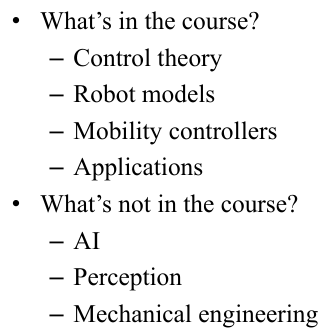 • What’s in the course?
– Control theory
– Robot models
– Mobility controllers
– Applications
• What’s not in the course?
– AI
– Perception
– Mechanical engineering